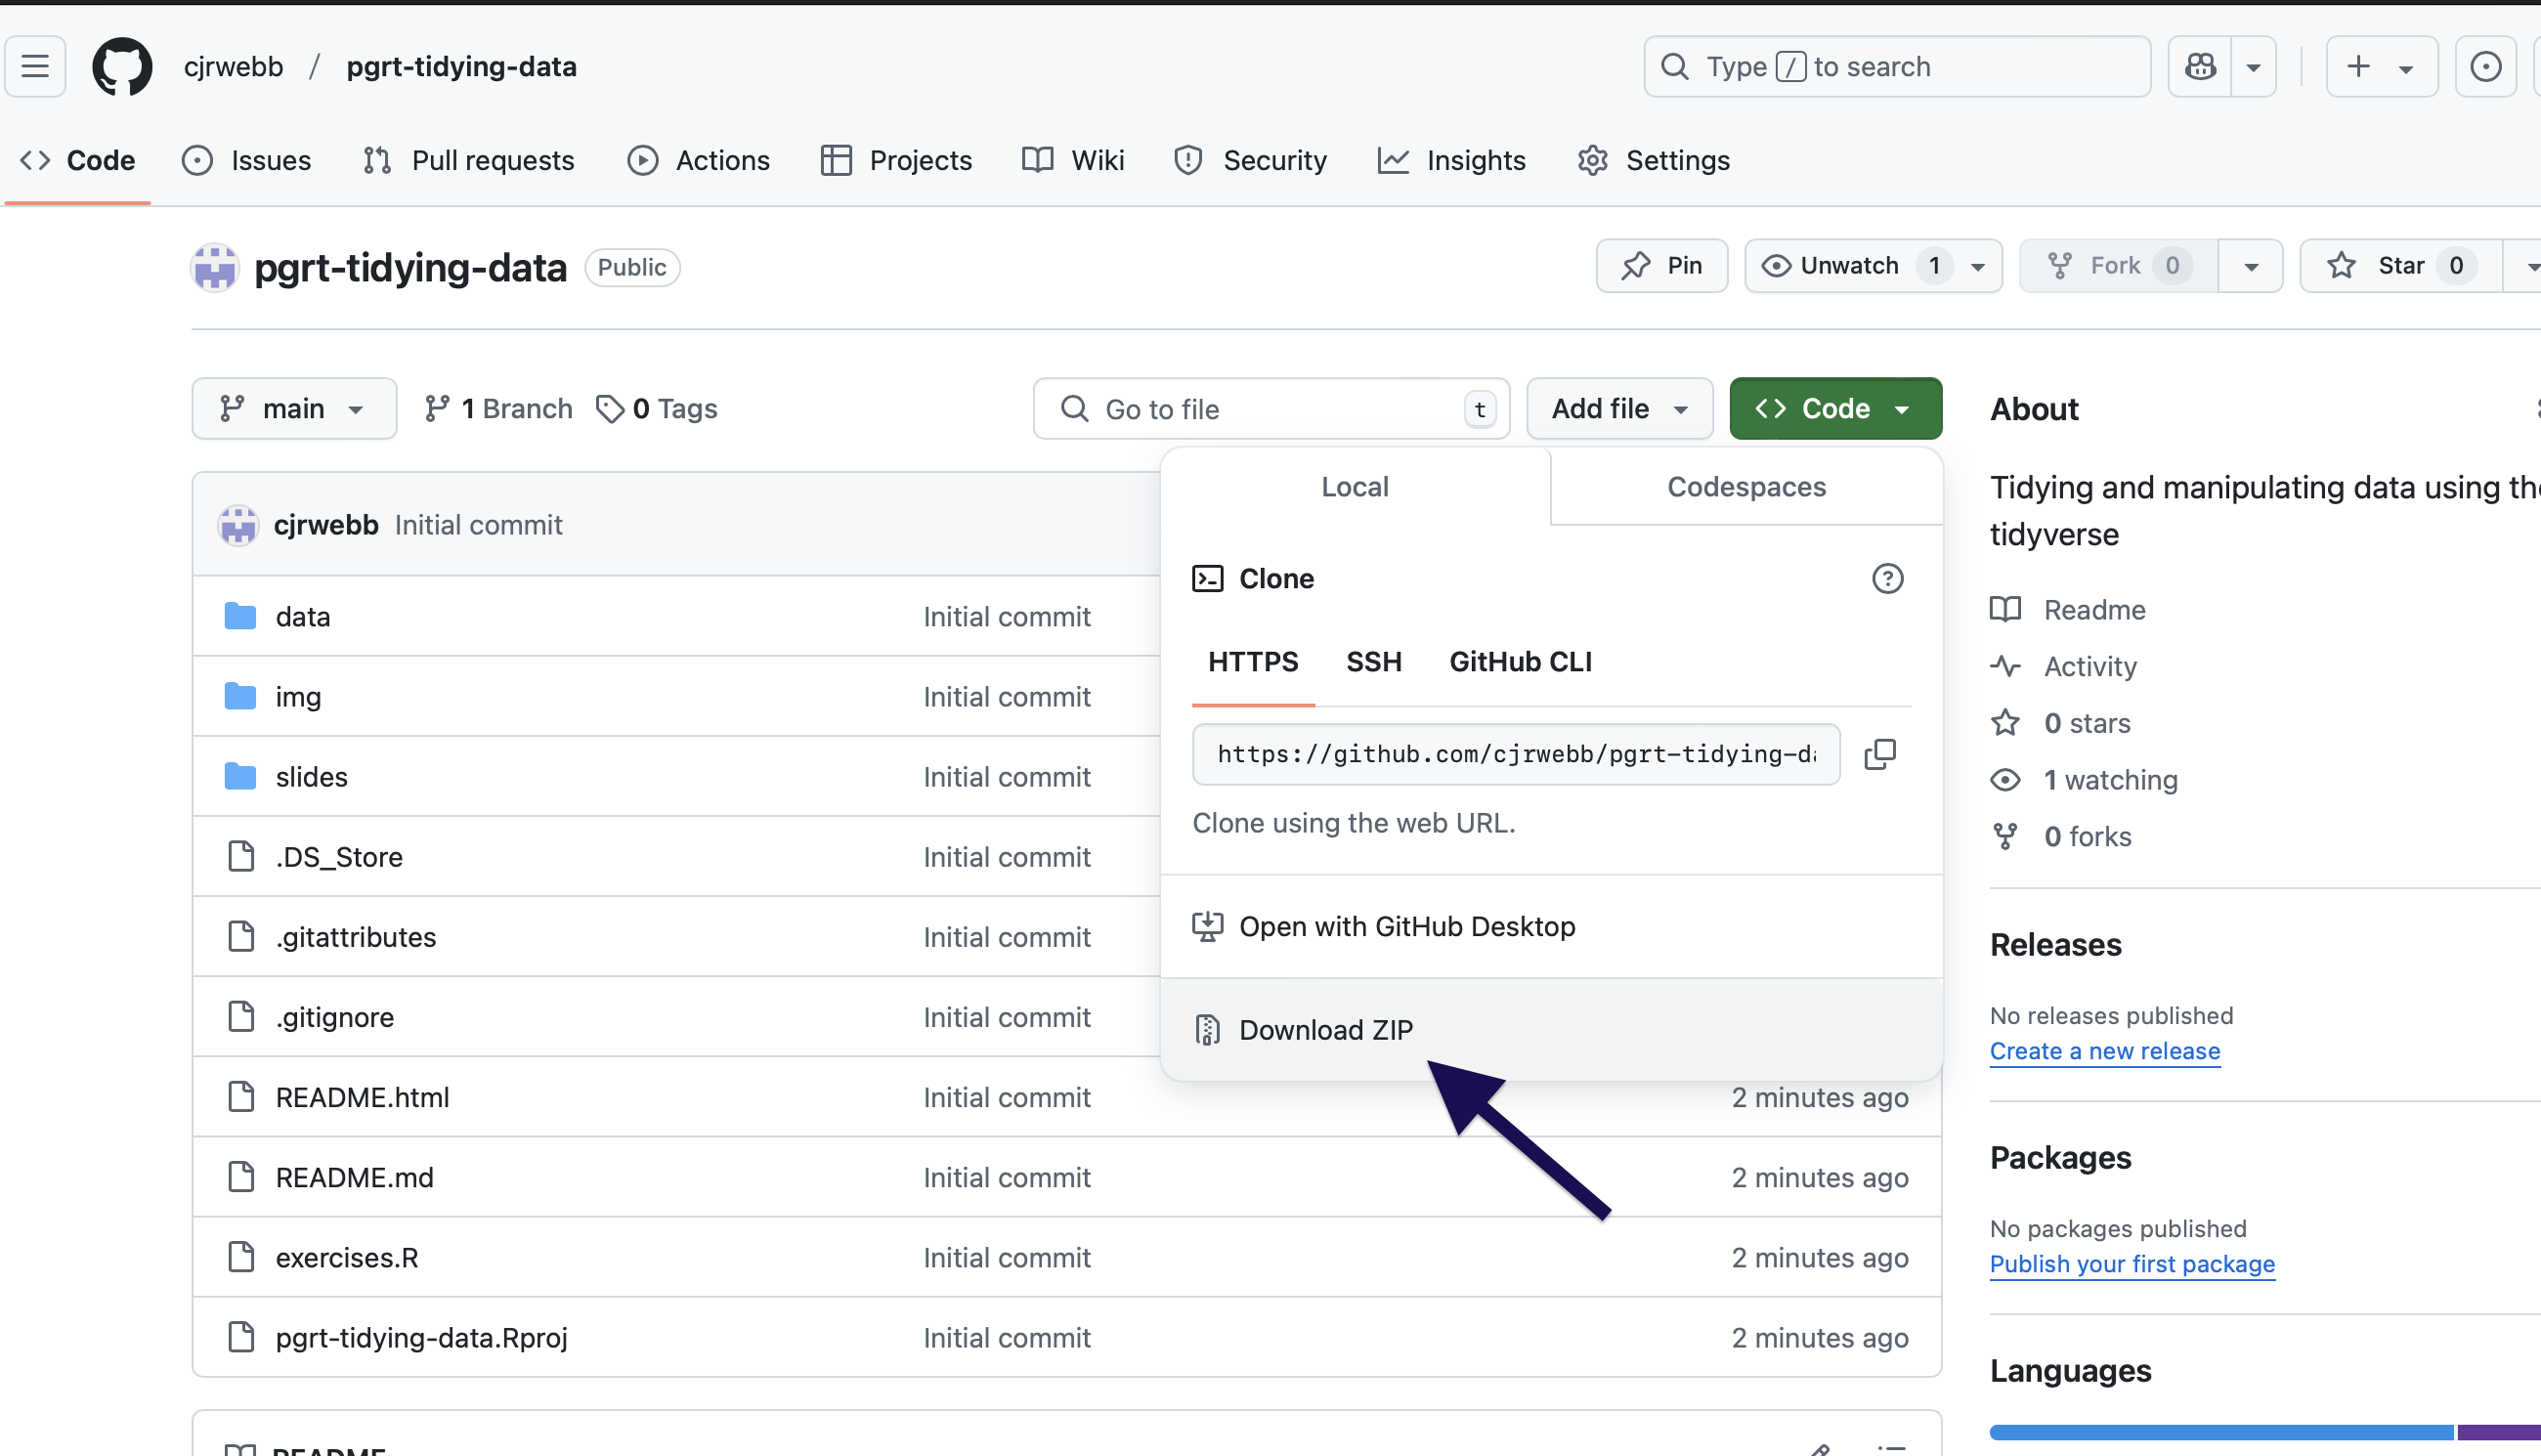 cjrwebb / pgrt-tidying-data
Type / to search
Code
Issues
Pull requests
Actions
Projects
Wiki
Security
Insights
Settings
pgrt-tidying-data
Public
Pin
Unwatch 1
Fork 0
Star 0
main
1 Branch
0 Tags
Go to file
t
Add file
Code
Local
Codespaces
Clone
HTTPS
SSH
GitHub CLI
https://github.com/cjrwebb/pgrt-tidying-da
Clone using the web URL.
Open with GitHub Desktop
Download ZIP
cjrwebb Initial commit
data Initial commit
img Initial commit
slides Initial commit
.DS_Store Initial commit
.gitattributes Initial commit
.gitignore Initial commit
README.html Initial commit 2 minutes ago
README.md Initial commit 2 minutes ago
exercises.R Initial commit 2 minutes ago
pgrt-tidying-data.Rproj Initial commit 2 minutes ago
README
About
Tidying and manipulating data using the
tidyverse
Readme
Activity
0 stars
1 watching
0 forks
Releases
No releases published
Create a new release
Packages
No packages published
Publish your first package
Languages